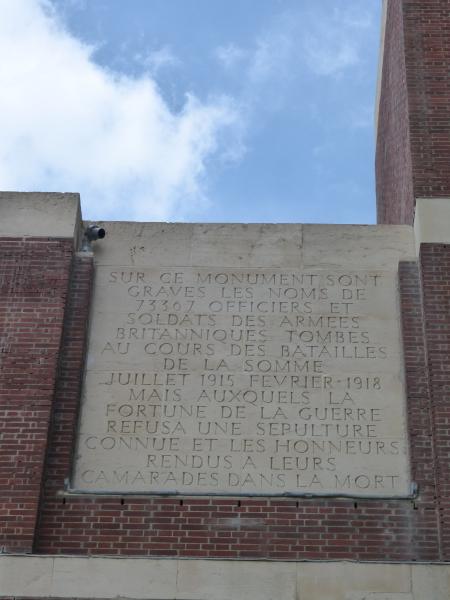 SUR CE MONUMENT SONT
GRAVES LES NOMS DE
73367 OFFICIERS ET
SOLDATS DES ARMEES
BRITANNIQUES TOMBES
AU COURS DES BATAILLES
DE LA SOMME
JUILLET 1915 FEVRIER·1918
MAIS AUXQUELS LA
FORTUNE DE LA GUERRE
REFUSA UNE SEPULTURE
CONNUE ET LES HONNEURS
RENDUS A LEURS
CAMARADES DANS LA MORT